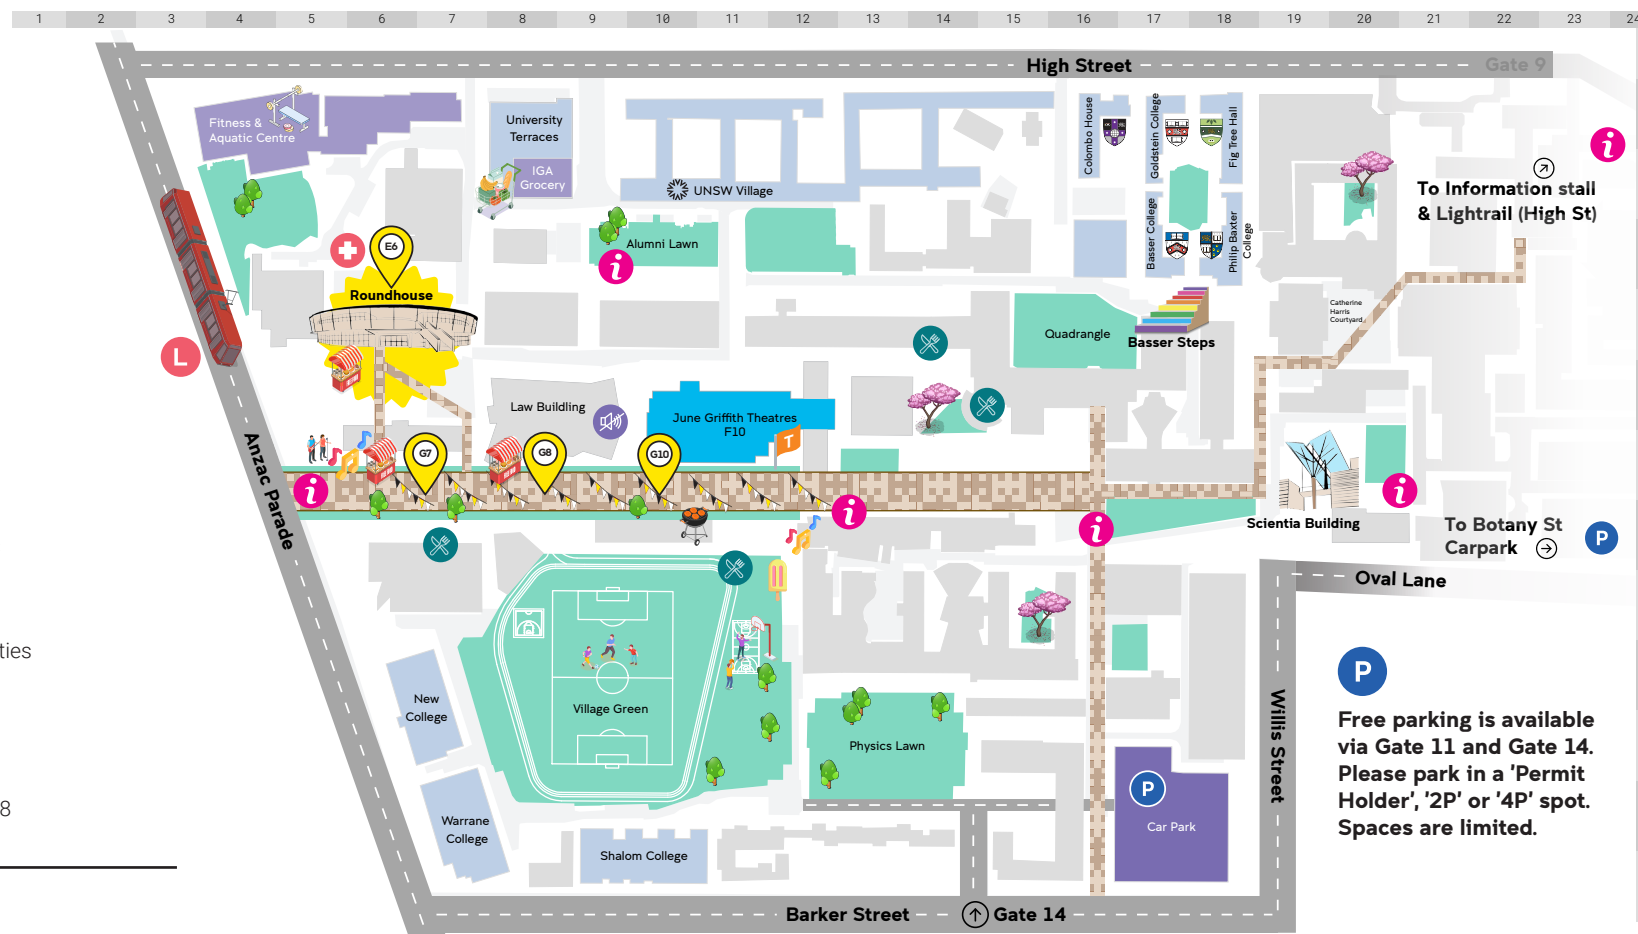 1 2 3 4 5 6 7 8 9 10 11 12 13 14 15 16 17 18 19 20 21 22 23 24
High Street
Gate 9
Fitness &
Aquatic Centre
University
Terraces
IGA
Grocery
UNSW Village
Colombo House
Goldstein College
Fig Tree Hall
Basser College
Philip Baxter
College
i
To Information stall
& Lightrail (High St)
E6
Roundhouse
Alumni Lawn
i
L
Quadrangle
Basser Steps
Catherine
Harris
Courtyard
Law Building
June Griffith Theatres
F10
T
G7
G8
G10
Anzac Parade
i
i
i
i
Scientia Building
To Botany St
Carpark
P
Oval Lane
ties
New
College
Village Green
Physics Lawn
Willis Street
P
Free parking is available
via Gate 11 and Gate 14.
Please park in a 'Permit
Holder', '2P' or '4P' spot.
Spaces are limited.
8
Warrane
College
Shalom College
P
Car Park
Barker Street
Gate 14